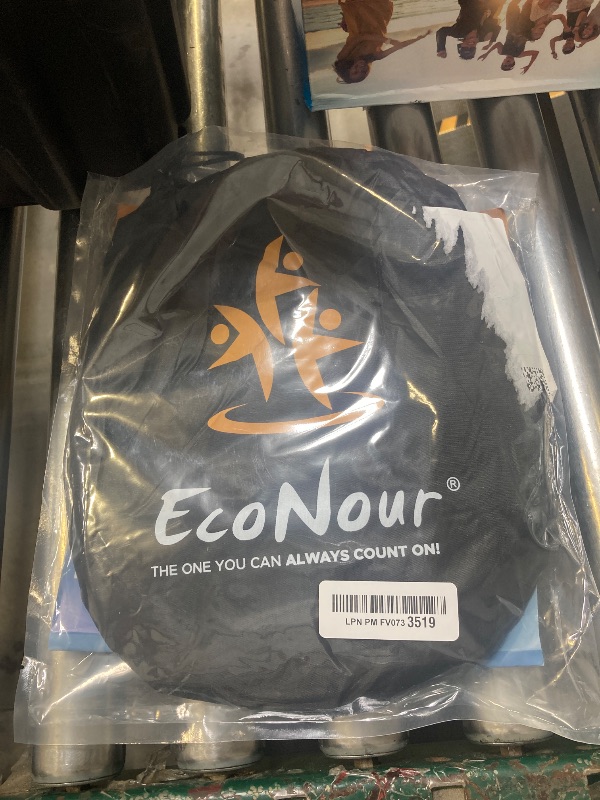 EcoNour®
THE ONE YOU CAN ALWAYS COUNT ON!
LPN PM FV073 3519